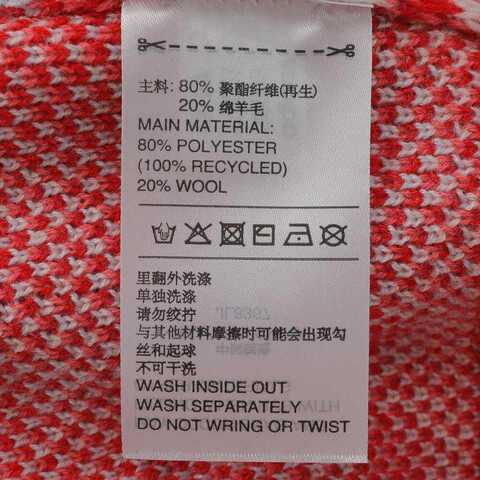 主料: 80% 聚酯纤维(再生)
20% 绵羊毛
MAIN MATERIAL:
80% POLYESTER
(100% RECYCLED)
20% WOOL
里翻外洗涤
单独洗涤
请勿绞拧
与其他材料摩擦时可能会出现勾
丝和起球
不可干洗
WASH INSIDE OUT
WASH SEPARATELY
DO NOT WRING OR TWIST